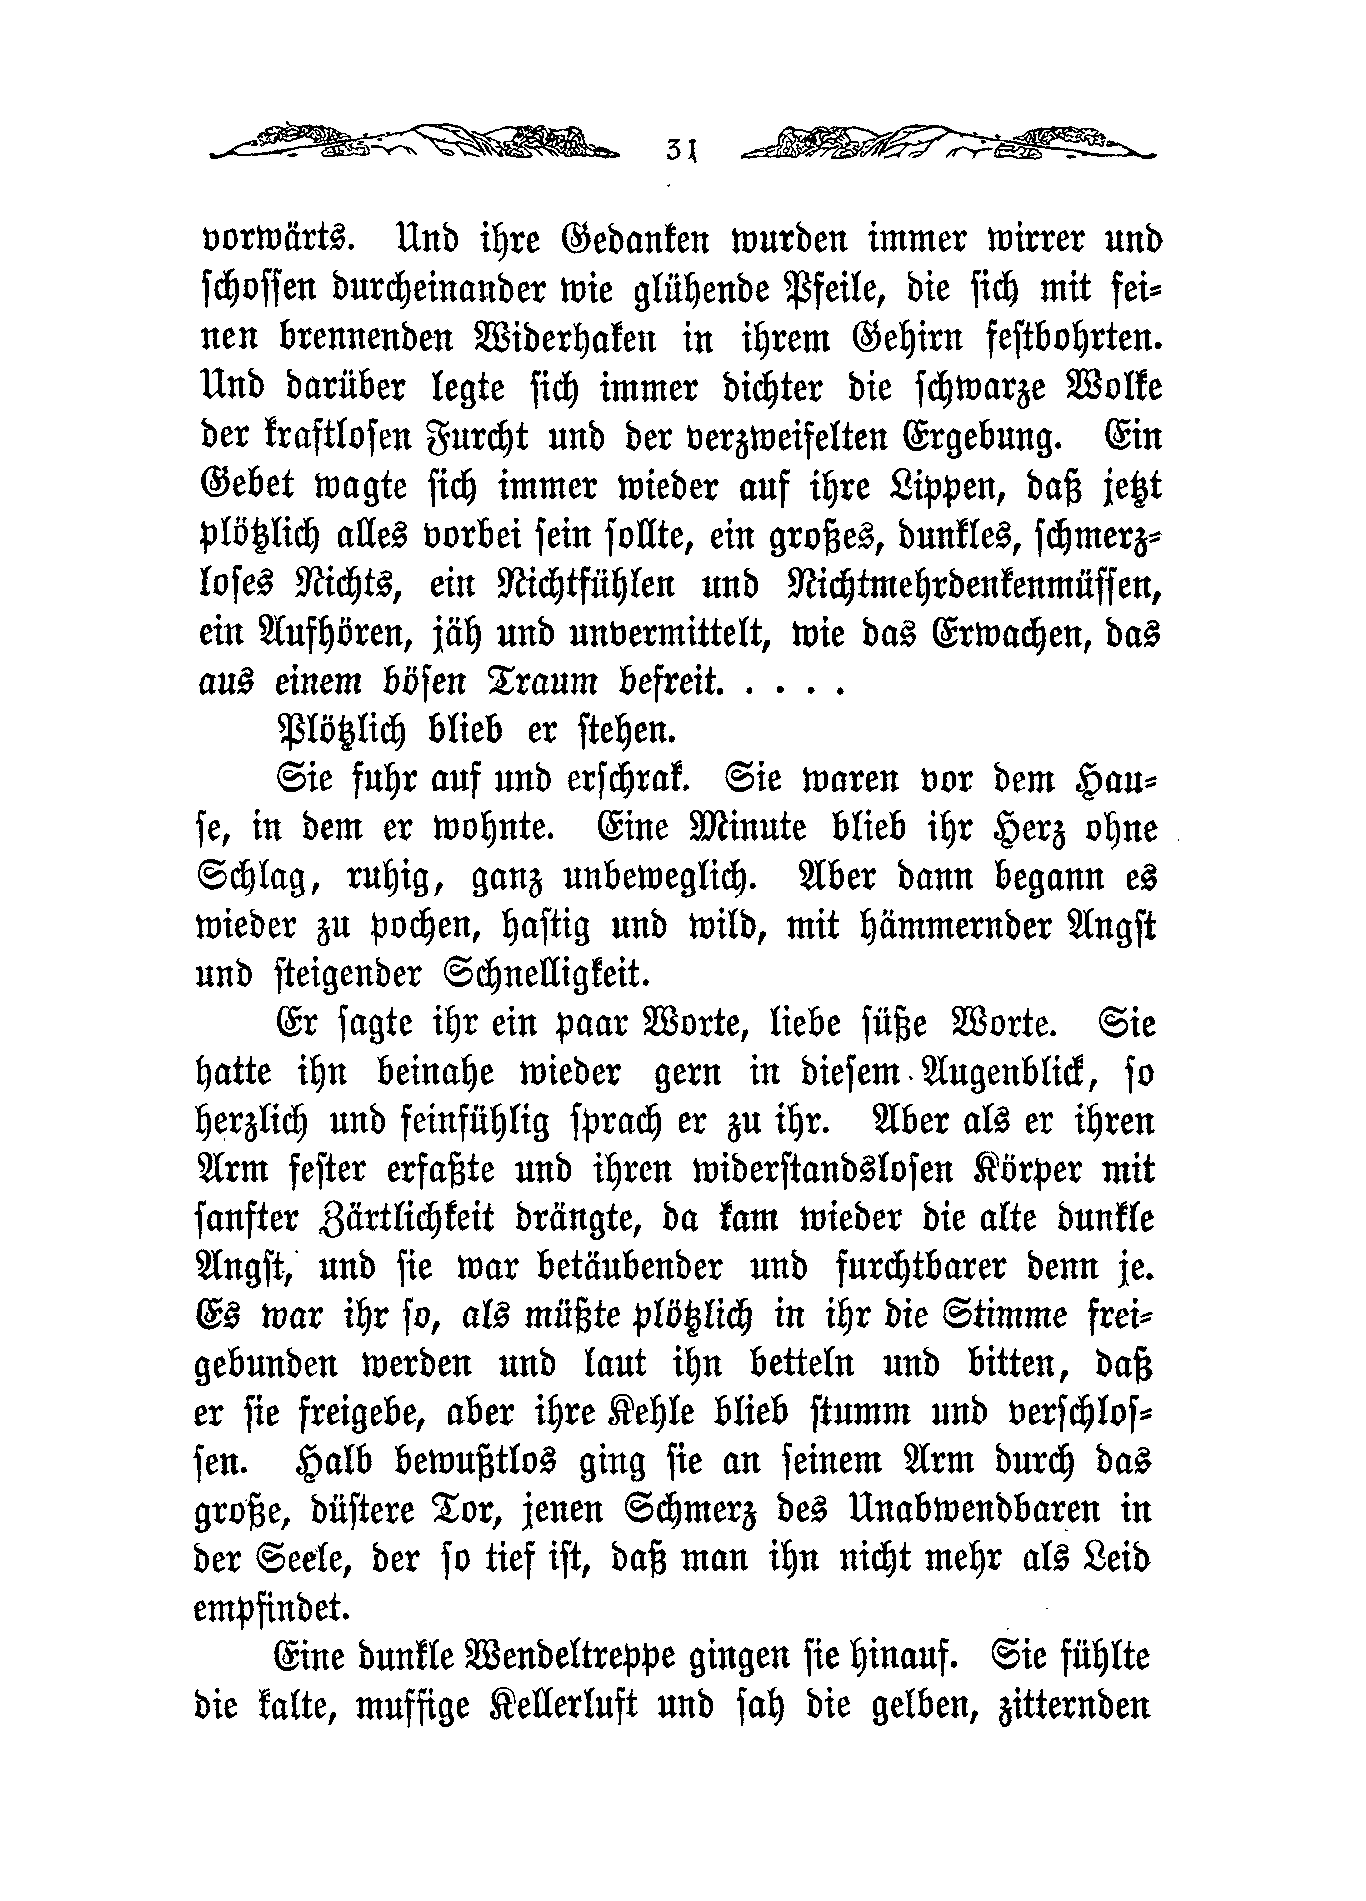 31
vorwärts. Und ihre Gedanken wurden immer wirrer und
schossen durcheinander wie glühende Pfeile, die sich mit fei-
nen brennenden Widerhaken in ihrem Gehirn festbohrten.
Und darüber legte sich immer dichter die schwarze Wolke
der kraftlosen Furcht und der verzweifelten Ergebung. Ein
Gebet wagte sich immer wieder auf ihre Lippen, daß jetzt
plötzlich alles vorbei sein sollte, ein großes, dunkles, schmerz-
loses Nichts, ein Nichtfühlen und Nichtmehrdenkenmüssen,
ein Aufhören, jäh und unvermittelt, wie das Erwachen, das
aus einem bösen Traum befreit. . . . .
Plötzlich blieb er stehen.
Sie fuhr auf und erschrak. Sie waren vor dem Hau-
se, in dem er wohnte. Eine Minute blieb ihr Herz ohne
Schlag, ruhig, ganz unbeweglich. Aber dann begann es
wieder zu pochen, hastig und wild, mit hämmernder Angst
und steigender Schnelligkeit.
Er sagte ihr ein paar Worte, liebe süße Worte. Sie
hatte ihn beinahe wieder gern in diesem Augenblick, so
herzlich und feinfühlig sprach er zu ihr. Aber als er ihren
Arm fester erfaßte und ihren widerstandslosen Körper mit
sanfter Zärtlichkeit drängte, da kam wieder die alte dunkle
Angst, und sie war betäubender und furchtbarer denn je.
Es war ihr so, als müßte plötzlich in ihr die Stimme frei-
gebunden werden und laut ihn betteln und bitten, daß
er sie freigebe, aber ihre Kehle blieb stumm und verschlos-
sen. Halb bewußtlos ging sie an seinem Arm durch das
große, düstere Tor, jenen Schmerz des Unabwendbaren in
der Seele, der so tief ist, daß man ihn nicht mehr als Leid
empfindet.
Eine dunkle Wendeltreppe gingen sie hinauf. Sie fühlte
die kalte, muffige Kellerluft und sah die gelben, zitternden